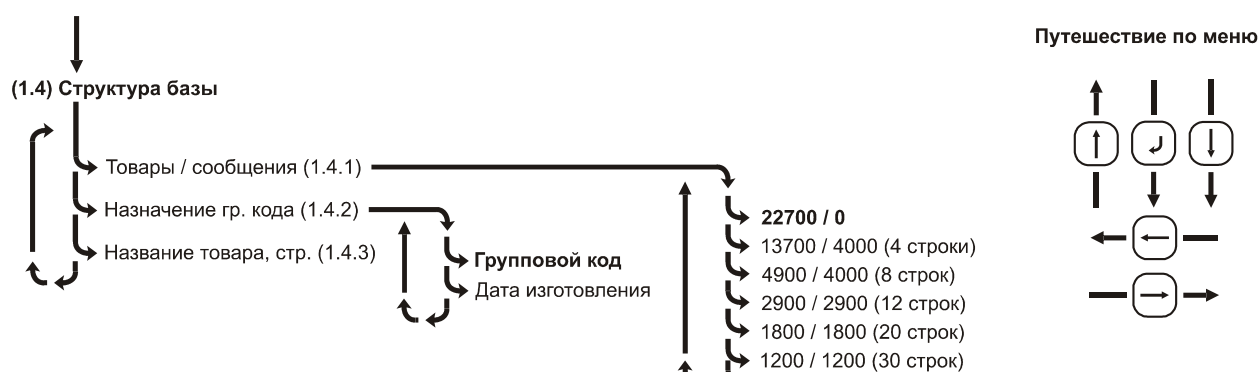 Путешествие по меню
(1.4) Структура базы
Товары / сообщения (1.4.1)
Назначение гр. кода (1.4.2)
Название товара, стр. (1.4.3)
Групповой код
Дата изготовления
22700 / 0
13700 / 4000 (4 строки)
4900 / 4000 (8 строк)
2900 / 2900 (12 строк)
1800 / 1800 (20 строк)
1200 / 1200 (30 строк)